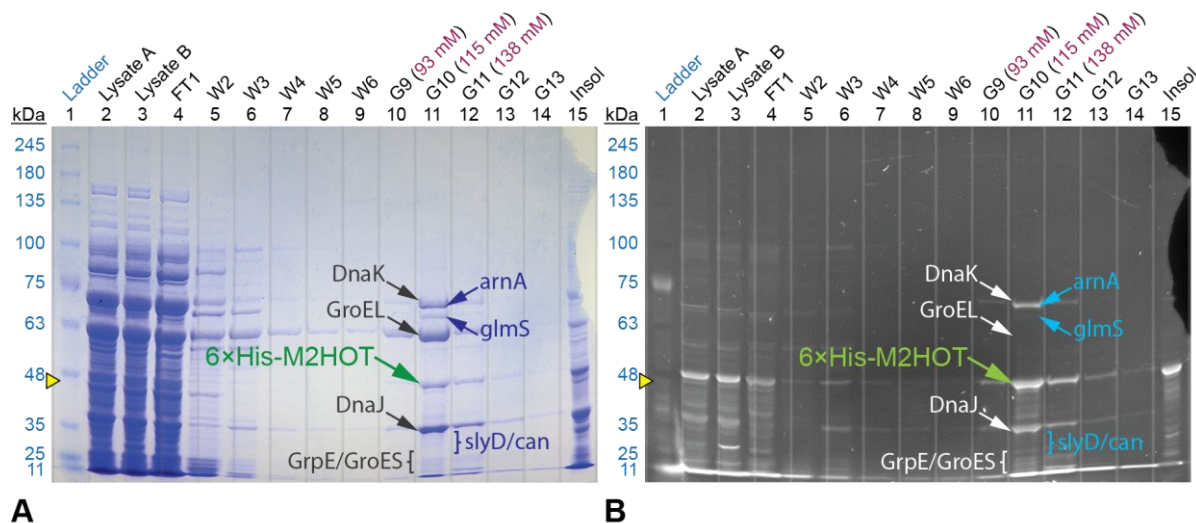 Ladder Lysate A Lysate B FT1 W2 W3 W4 W5 W6 G9 (93 mM) G10 (115 mM) G11 (138 mM) G12 G13 Insol
kDa 1 2 3 4 5 6 7 8 9 10 11 12 13 14 15
245
180
135
100
75
63
48
35
25
11
DnaK
arnA
GroEL
glmS
6×His-M2HOT
DnaJ
slyD/can
GrpE/GroES
A
Ladder Lysate A Lysate B FT1 W2 W3 W4 W5 W6 G9 (93 mM) G10 (115 mM) G11 (138 mM) G12 G13 Insol
kDa 1 2 3 4 5 6 7 8 9 10 11 12 13 14 15
245
180
135
100
75
63
48
35
25
11
DnaK
arnA
GroEL
glmS
6×His-M2HOT
DnaJ
slyD/can
GrpE/GroES
B